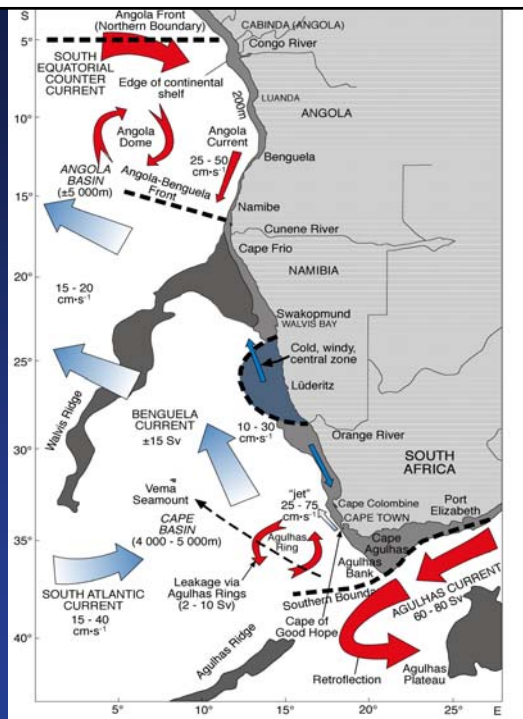 S
Angola Front
(Northern Boundary)
CABINDA (ANGOLA)
5°
Congo River
SOUTH
EQUATORIAL
COUNTER
CURRENT
Edge of continental
shelf
200m
LUANDA
ANGOLA
10°
Angola
Dome
Angola
Current
25 - 50
cm·s⁻¹
Benguela
ANGOLA
BASIN
(±5 000m)
Angola-Benguela
Front
15°
Namibe
Cunene River
Cape Frio
NAMIBIA
15 - 20
cm·s⁻¹
20°
Swakopmund
WALVIS BAY
Cold, windy,
central zone
25°
Lüderitz
Walvis Ridge
BENGUELA
CURRENT
±15 Sv
10 - 30
cm·s⁻¹
Orange River
30°
SOUTH
AFRICA
Vema
Seamount
"jet"
25 - 75
cm·s⁻¹
Cape Colombine
CAPE TOWN
Port
Elizabeth
CAPE
BASIN
(4 000 - 5 000m)
Agulhas
Ring
Cape
Agulhas
35°
Agulhas
Bank
Leakage via
Agulhas Rings
(2 - 10 Sv)
Southern Bounda
AGULHAS CURRENT
60 - 80 Sv
SOUTH ATLANTIC
CURRENT
15 - 40
cm·s⁻¹
Cape of
Good Hope
40°
Agulhas Ridge
Retroflection
Agulhas
Plateau
5°
10°
15°
20°
25°
E